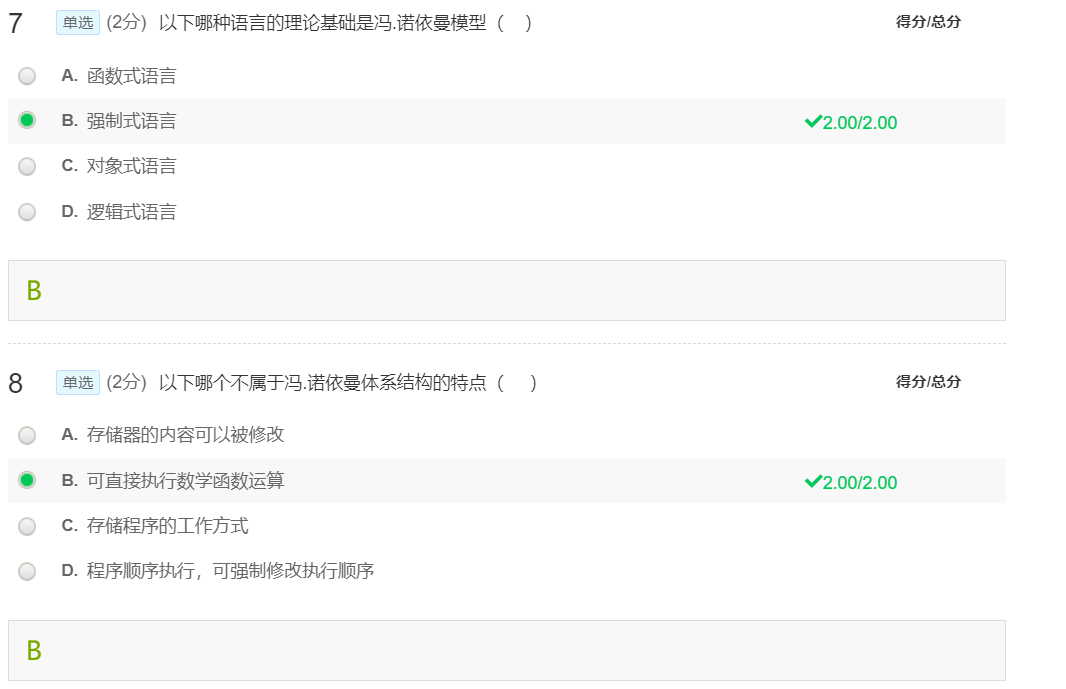 7 单选 (2分) 以下哪种语言的理论基础是冯.诺依曼模型（ ） 得分/总分
A. 函数式语言
B. 强制式语言 2.00/2.00
C. 对象式语言
D. 逻辑式语言
B
8 单选 (2分) 以下哪个不属于冯.诺依曼体系结构的特点（ ） 得分/总分
A. 存储器的内容可以被修改
B. 可直接执行数学函数运算 2.00/2.00
C. 存储程序的工作方式
D. 程序顺序执行，可强制修改执行顺序
B